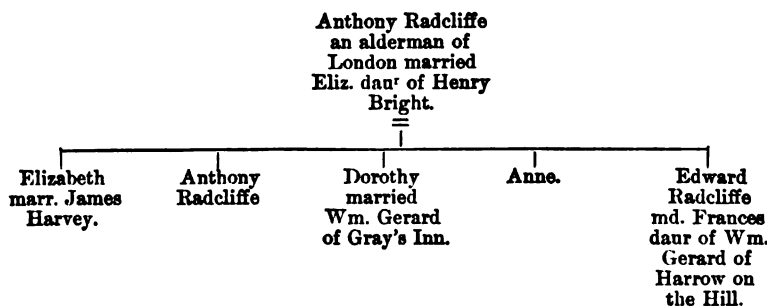 Anthony Radcliffe
an alderman of
London married
Eliz. dauʳ of Henry
Bright.
=
Elizabeth
marr. James
Harvey.
Anthony
Radcliffe
Dorothy
married
Wm. Gerard
of Gray's Inn.
Anne.
Edward
Radcliffe
md. Frances
daur of Wm.
Gerard of
Harrow on
the Hill.